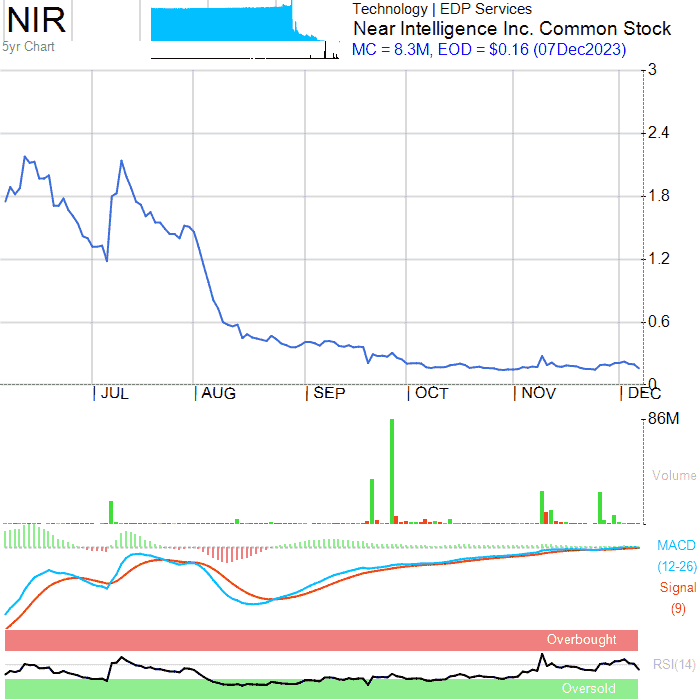 NIR
5yr Chart
Technology | EDP Services
Near Intelligence Inc. Common Stock
MC = 8.3M, EOD = $0.16 (07Dec2023)
3
2.4
1.8
1.2
0.6
0
JUL AUG SEP OCT NOV DEC
86M
Volume
MACD
(12-26)
Signal
(9)
Overbought
RSI(14)
Oversold